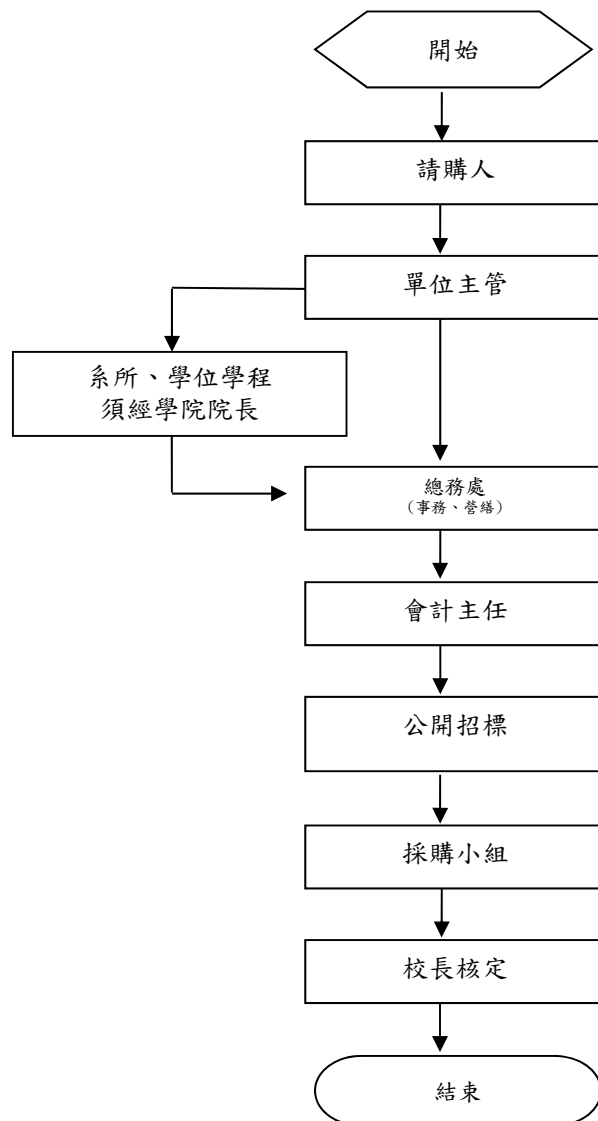 開始
請購人
單位主管
系所、學位學程
須經學院院長
總務處
（事務、營繕）
會計主任
公開招標
採購小組
校長核定
結束